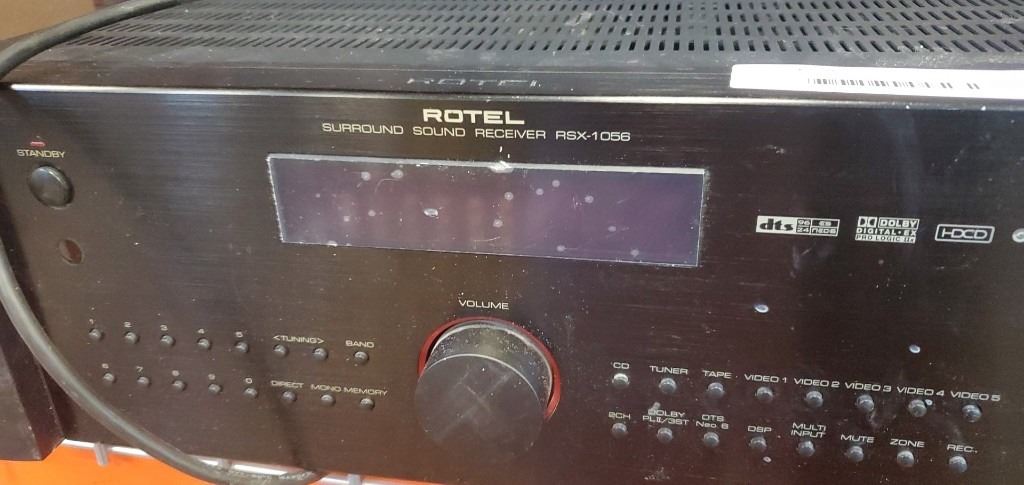 ROTEL
ROTEL
SURROUND SOUND RECEIVER RSX-1056
STANDBY
dts 96 24 ES NEO:6
DOLBY
DIGITAL·EX
PRO LOGIC IIx
HDCD
VOLUME
1 2 3 4 5 <TUNING> BAND
6 7 8 9 0 DIRECT MONO MEMORY
CD TUNER TAPE VIDEO 1 VIDEO 2 VIDEO 3 VIDEO 4 VIDEO 5
2CH DOLBY PLII/3ST DTS Neo 6 DSP MULTI INPUT MUTE ZONE REC.